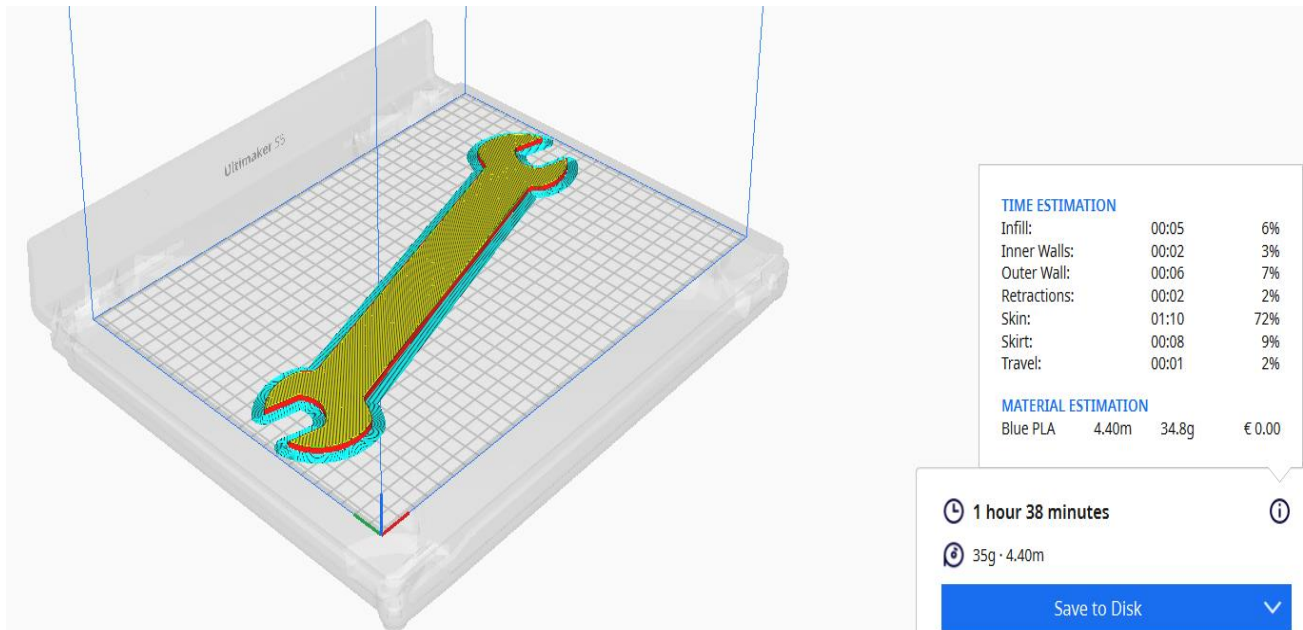 Ultimaker S5
TIME ESTIMATION
Infill: 00:05 6%
Inner Walls: 00:02 3%
Outer Wall: 00:06 7%
Retractions: 00:02 2%
Skin: 01:10 72%
Skirt: 00:08 9%
Travel: 00:01 2%
MATERIAL ESTIMATION
Blue PLA 4.40m 34.8g € 0.00
1 hour 38 minutes
35g · 4.40m
Save to Disk